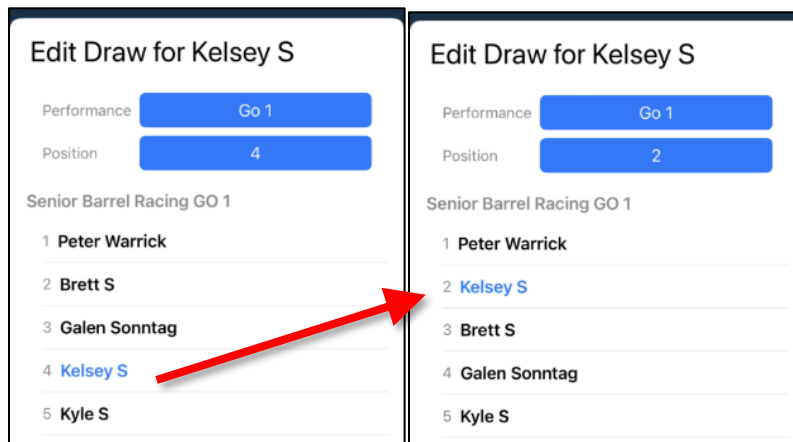 Edit Draw for Kelsey S
Performance Go 1
Position 4
Senior Barrel Racing GO 1
1 Peter Warrick
2 Brett S
3 Galen Sonntag
4 Kelsey S
5 Kyle S
Edit Draw for Kelsey S
Performance Go 1
Position 2
Senior Barrel Racing GO 1
1 Peter Warrick
2 Kelsey S
3 Brett S
4 Galen Sonntag
5 Kyle S